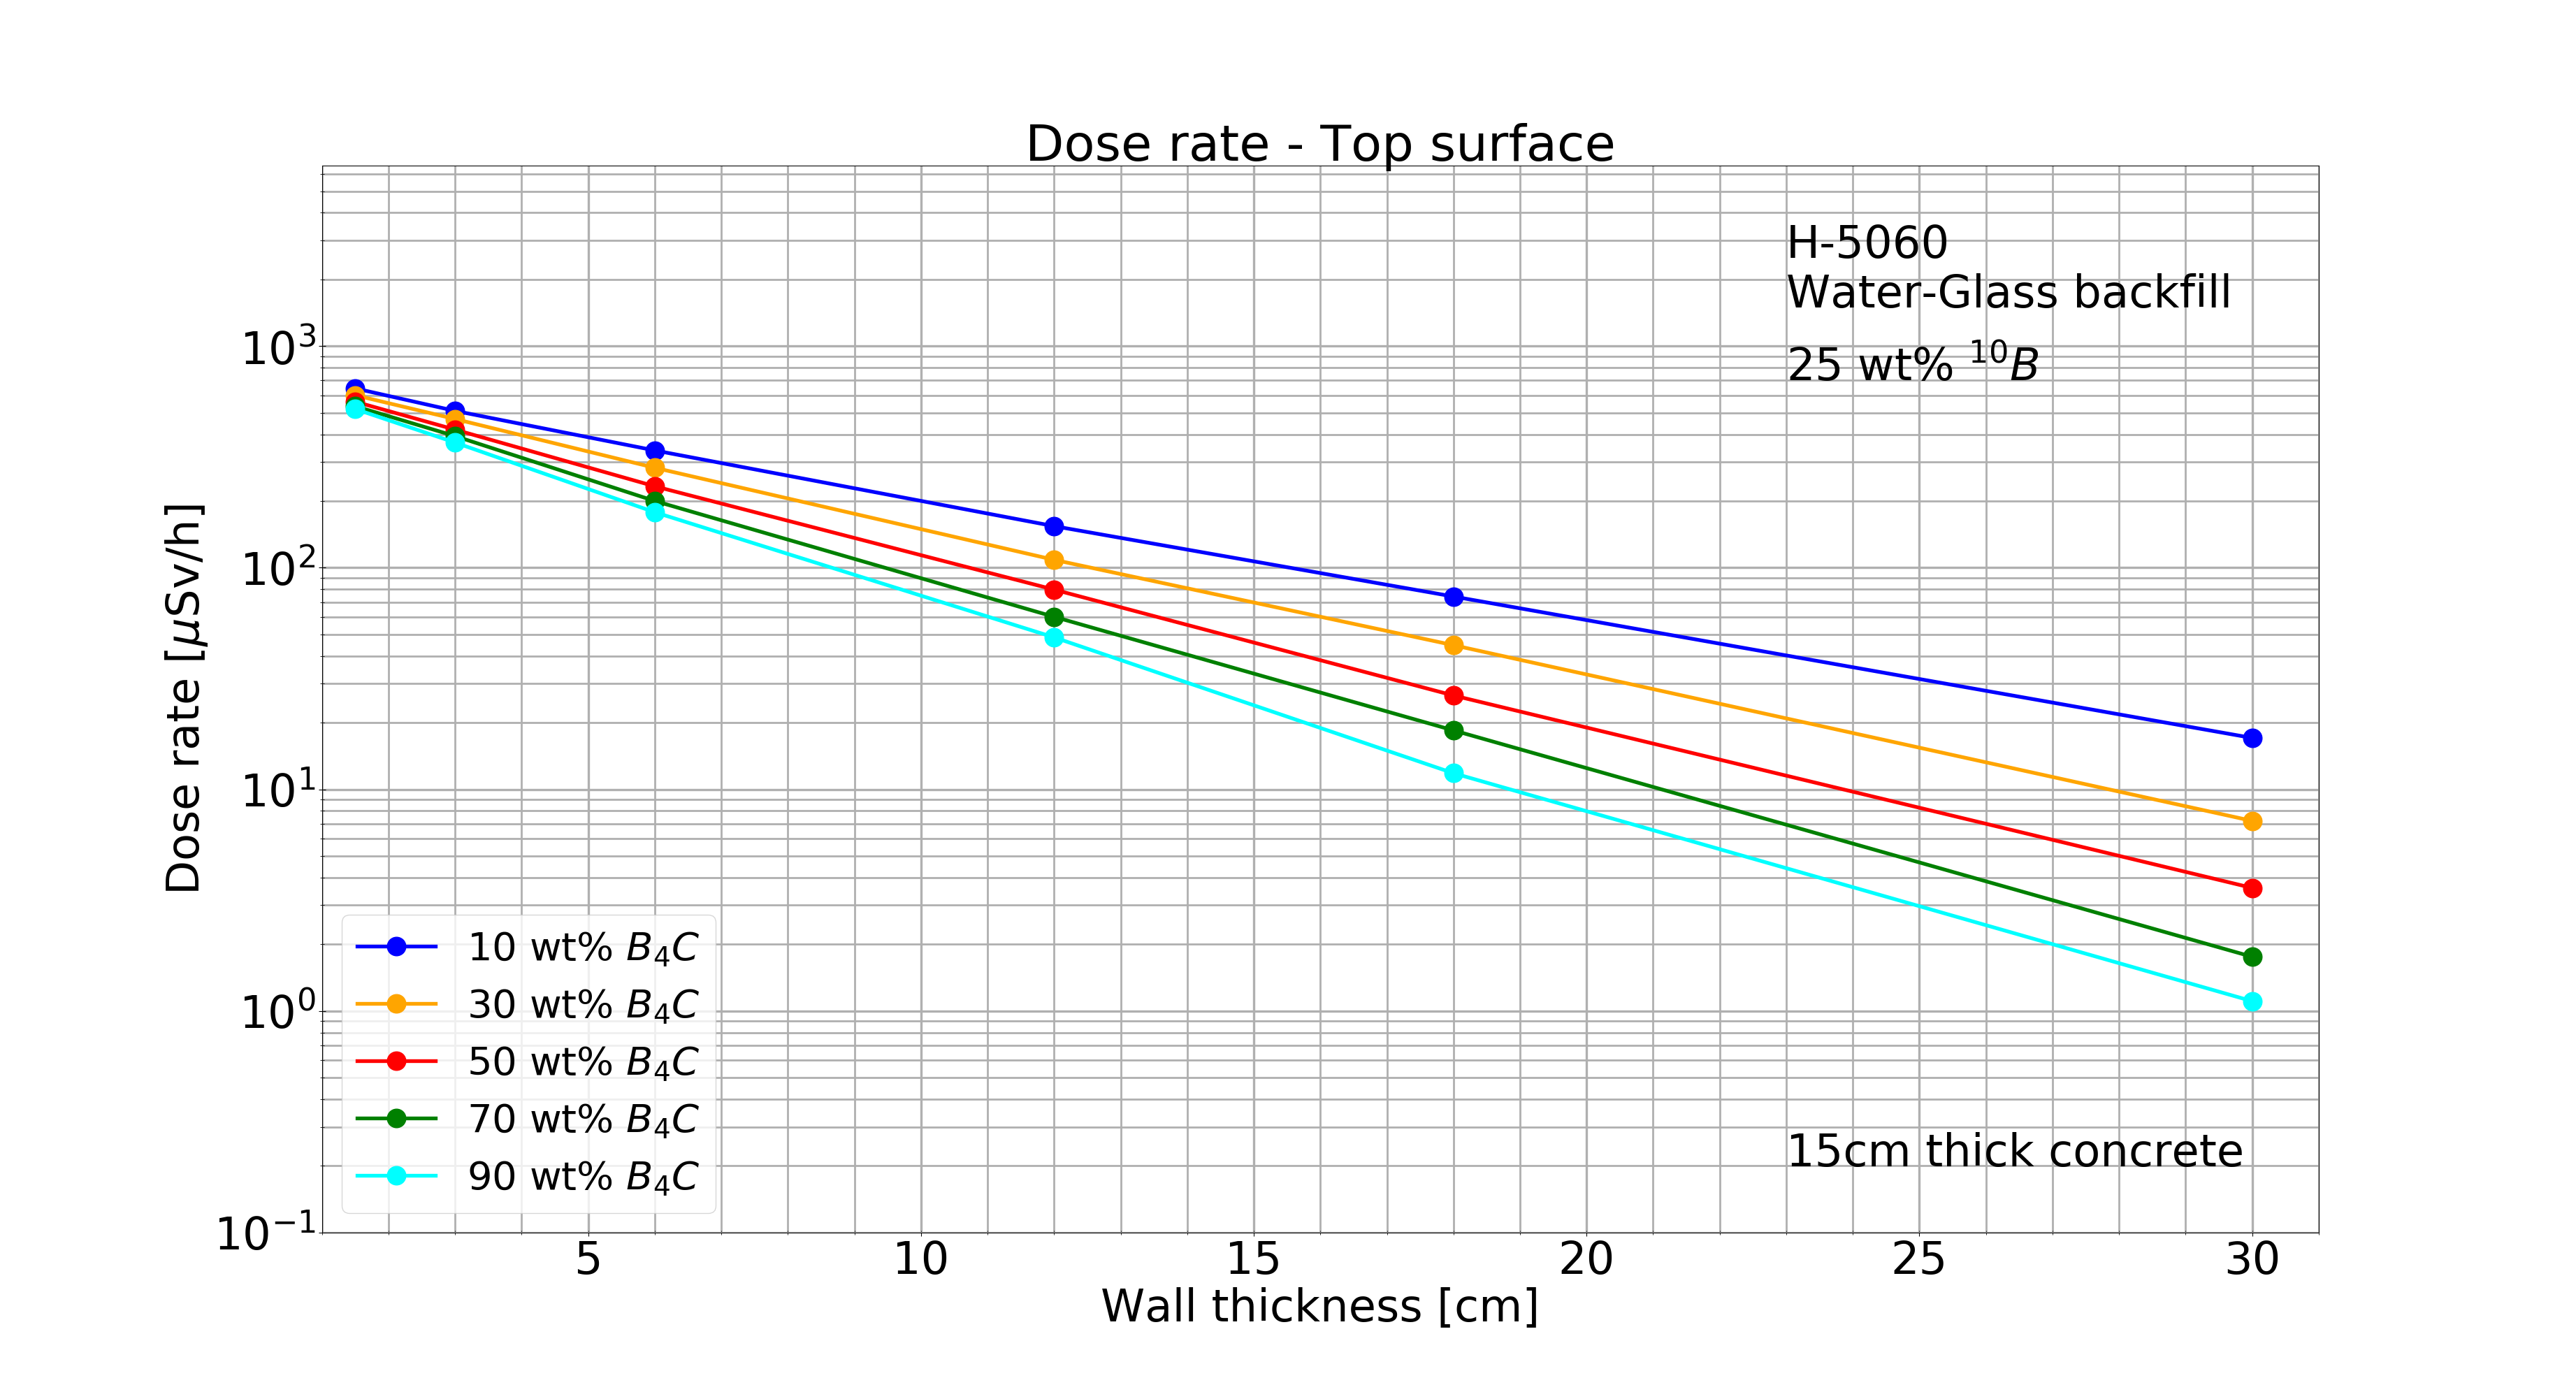 Dose rate - Top surface
H-5060
Water-Glass backfill
25 wt% ¹⁰B
15cm thick concrete
Dose rate [μSv/h]
10³
10²
10¹
10⁰
10⁻¹
10 wt% B₄C
30 wt% B₄C
50 wt% B₄C
70 wt% B₄C
90 wt% B₄C
5 10 15 20 25 30
Wall thickness [cm]